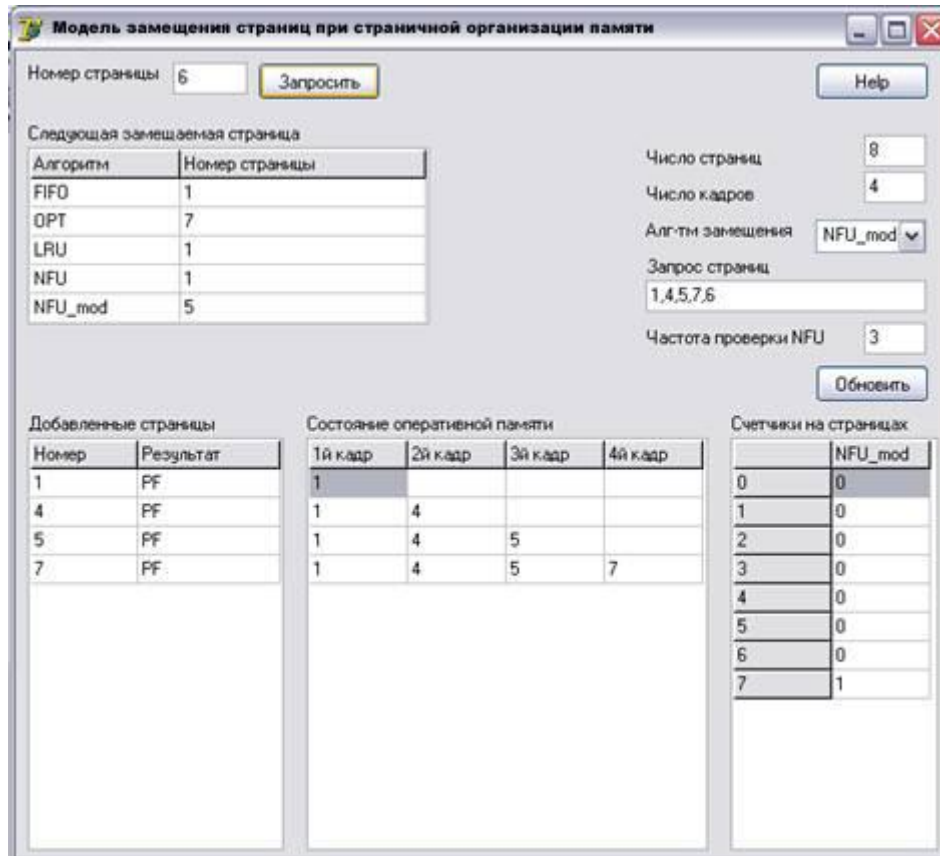 Модель замещения страниц при страничной организации памяти
Номер страницы 6 Запросить Help
Следующая замещаемая страница
Алгоритм Номер страницы
FIFO 1
OPT 7
LRU 1
NFU 1
NFU_mod 5
Число страниц 8
Число кадров 4
Алг-тм замещения NFU_mod
Запрос страниц
1,4,5,7,6
Частота проверки NFU 3
Обновить
Добавленные страницы
Номер Результат
1 PF
4 PF
5 PF
7 PF
Состояние оперативной памяти
1й кадр 2й кадр 3й кадр 4й кадр
1
1 4
1 4 5
1 4 5 7
Счетчики на страницах
NFU_mod
0 0
1 0
2 0
3 0
4 0
5 0
6 0
7 1